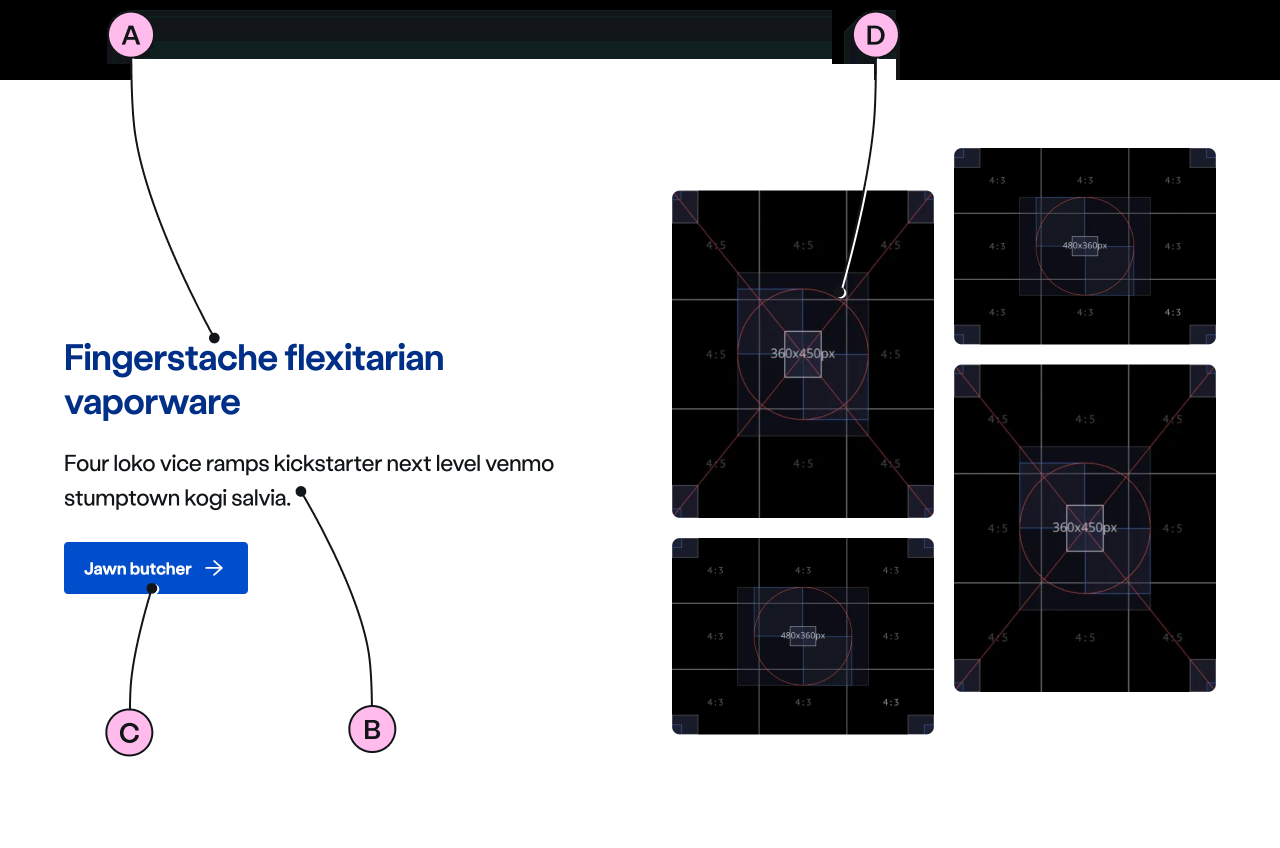 A
D
Fingerstache flexitarian
vaporware
Four loko vice ramps kickstarter next level venmo
stumptown kogi salvia.
Jawn butcher
C
B
4:5 4:5 4:5
4:5 360x450px 4:5
4:5 4:5 4:5
4:3 4:3 4:3
4:3 480x360px 4:3
4:3 4:3 4:3
4:3 4:3 4:3
4:3 480x360px 4:3
4:3 4:3 4:3
4:5 4:5 4:5
4:5 360x450px 4:5
4:5 4:5 4:5